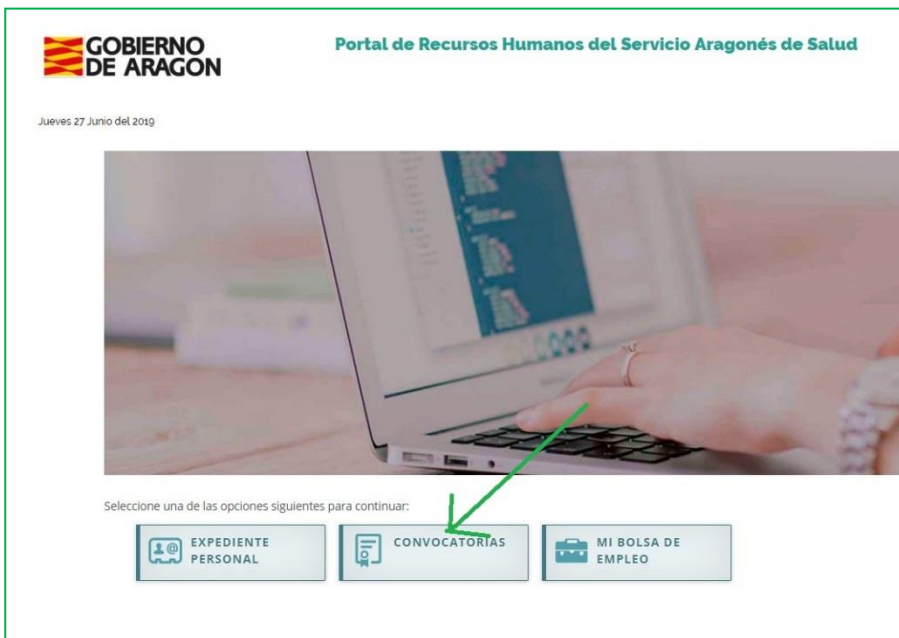 GOBIERNO
DE ARAGON
Portal de Recursos Humanos del Servicio Aragonés de Salud
Jueves 27 Junio del 2019
Seleccione una de las opciones siguientes para continuar:
EXPEDIENTE
PERSONAL
CONVOCATORIAS
MI BOLSA DE
EMPLEO